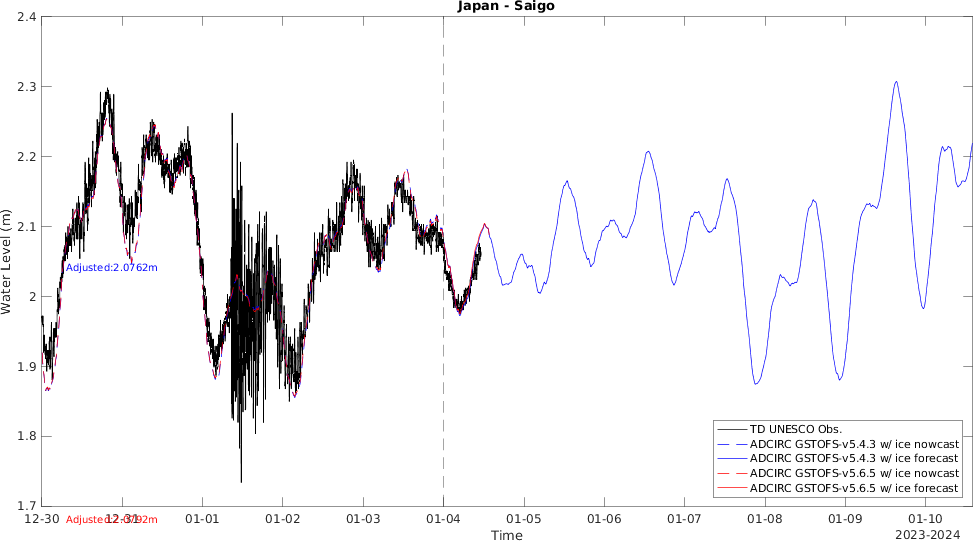 Japan - Saigo
2.4
2.3
2.2
2.1
2
1.9
1.8
1.7
Water Level (m)
Adjusted:2.0762m
TD UNESCO Obs.
ADCIRC GSTOFS-v5.4.3 w/ ice nowcast
ADCIRC GSTOFS-v5.4.3 w/ ice forecast
ADCIRC GSTOFS-v5.6.5 w/ ice nowcast
ADCIRC GSTOFS-v5.6.5 w/ ice forecast
12-30 12-31 01-01 01-02 01-03 01-04 01-05 01-06 01-07 01-08 01-09 01-10
Time
2023-2024